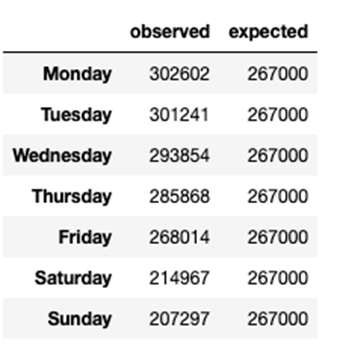 observed expected
Monday 302602 267000
Tuesday 301241 267000
Wednesday 293854 267000
Thursday 285868 267000
Friday 268014 267000
Saturday 214967 267000
Sunday 207297 267000